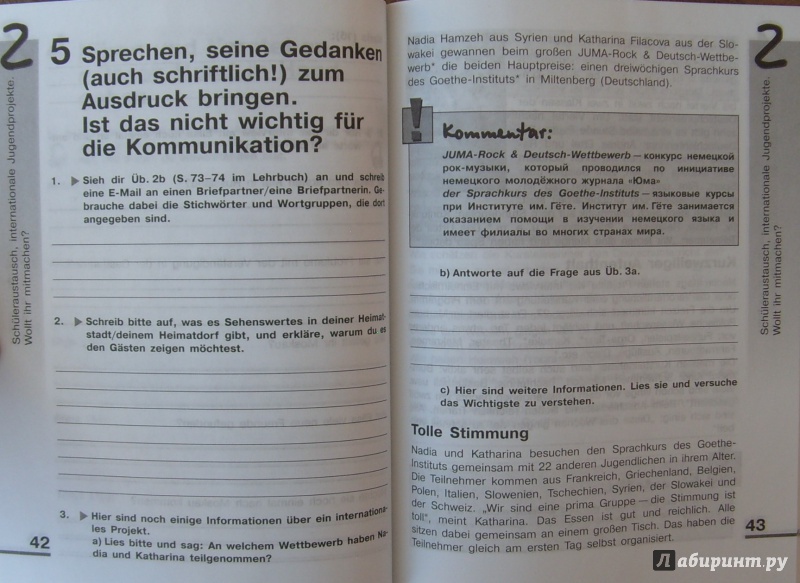 2
Schüleraustausch, internationale Jugendprojekte.
Wollt ihr mitmachen?
5 Sprechen, seine Gedanken
(auch schriftlich!) zum
Ausdruck bringen.
Ist das nicht wichtig für
die Kommunikation?
1. Sieh dir Üb. 2b (S. 73–74 im Lehrbuch) an und schreib
eine E-Mail an einen Briefpartner/eine Briefpartnerin. Ge-
brauche dabei die Stichwörter und Wortgruppen, die dort
angegeben sind.
2. Schreib bitte auf, was es Sehenswertes in deiner Heimat-
stadt/deinem Heimatdorf gibt, und erkläre, warum du es
den Gästen zeigen möchtest.
3. Hier sind noch einige Informationen über ein internationa-
les Projekt.
a) Lies bitte und sag: An welchem Wettbewerb haben Na-
dia und Katharina teilgenommen?
42
Nadia Hamzeh aus Syrien und Katharina Filacova aus der Slo-
wakei gewannen beim großen JUMA-Rock & Deutsch-Wettbe-
werb* die beiden Hauptpreise: einen dreiwöchigen Sprachkurs
des Goethe-Instituts* in Miltenberg (Deutschland).
!
Kommentar:
JUMA-Rock & Deutsch-Wettbewerb — конкурс немецкой
рок-музыки, который проводился по инициативе
немецкого молодёжного журнала «Юма»
der Sprachkurs des Goethe-Instituts — языковые курсы
при Институте им. Гёте. Институт им. Гёте занимается
оказанием помощи в изучении немецкого языка и
имеет филиалы во многих странах мира.
b) Antworte auf die Frage aus Üb. 3a.
c) Hier sind weitere Informationen. Lies sie und versuche
das Wichtigste zu verstehen.
Tolle Stimmung
Nadia und Katharina besuchen den Sprachkurs des Goethe-
Instituts gemeinsam mit 22 anderen Jugendlichen in ihrem Alter.
Die Teilnehmer kommen aus Frankreich, Griechenland, Belgien,
Polen, Italien, Slowenien, Tschechien, Syrien, der Slowakei und
der Schweiz. „Wir sind eine prima Gruppe — die Stimmung ist
toll", meint Katharina. Das Essen ist gut und reichlich. Alle
sitzen dabei gemeinsam an einem großen Tisch. Das haben die
Teilnehmer gleich am ersten Tag selbst organisiert.
43
2
Schüleraustausch, internationale Jugendprojekte.
Wollt ihr mitmachen?
Лабиринт.ру